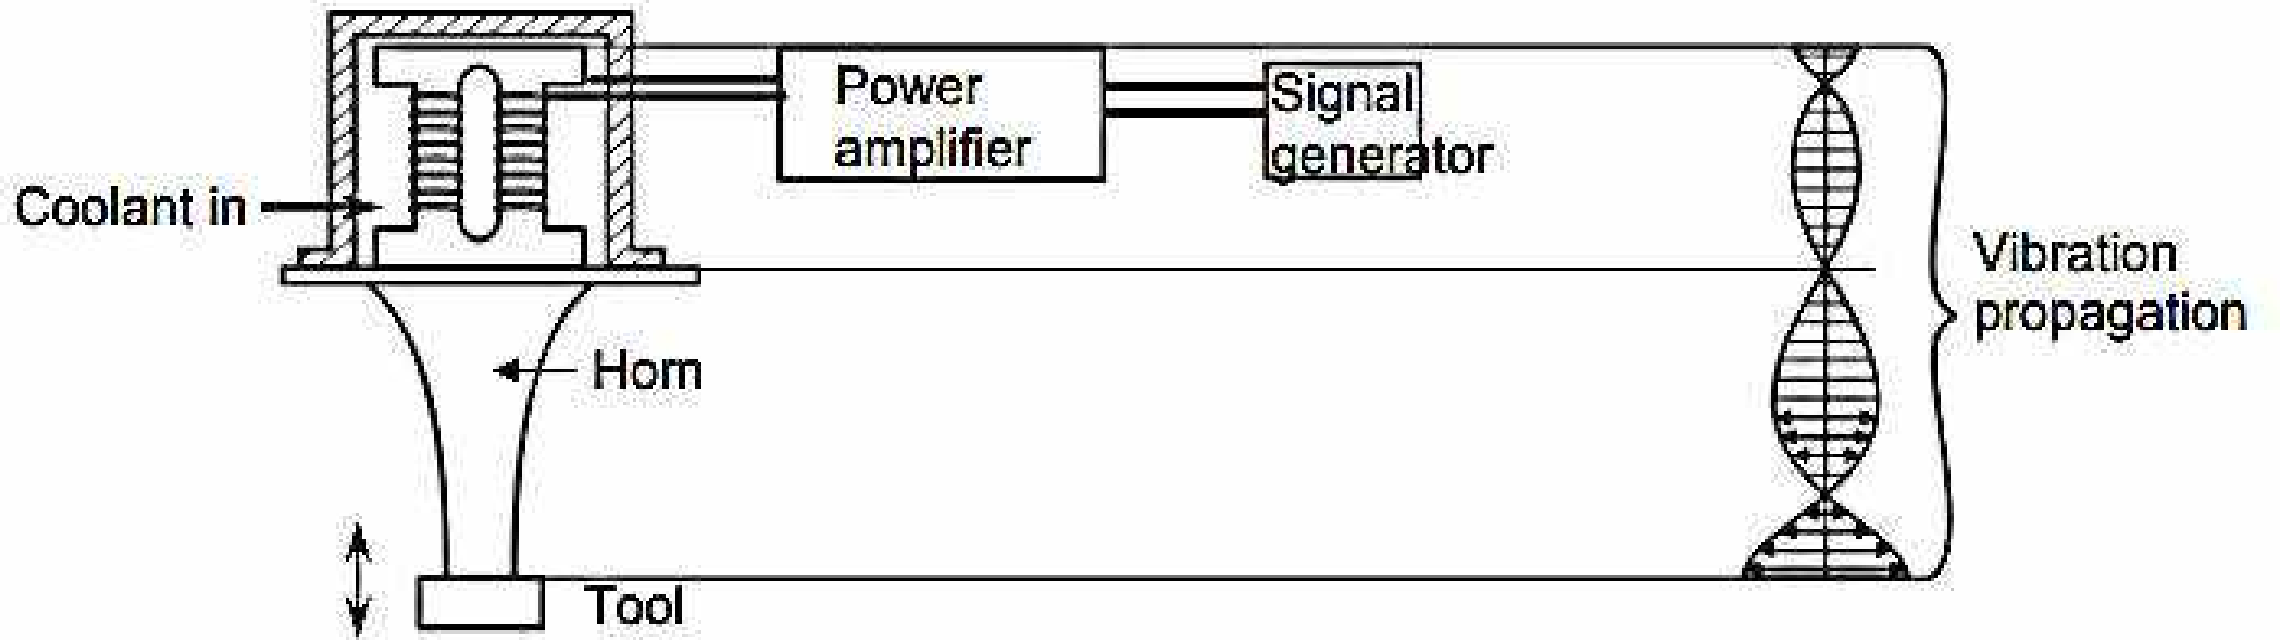 Power
amplifier
Signal
generator
Coolant in
Vibration
propagation
Horn
Tool